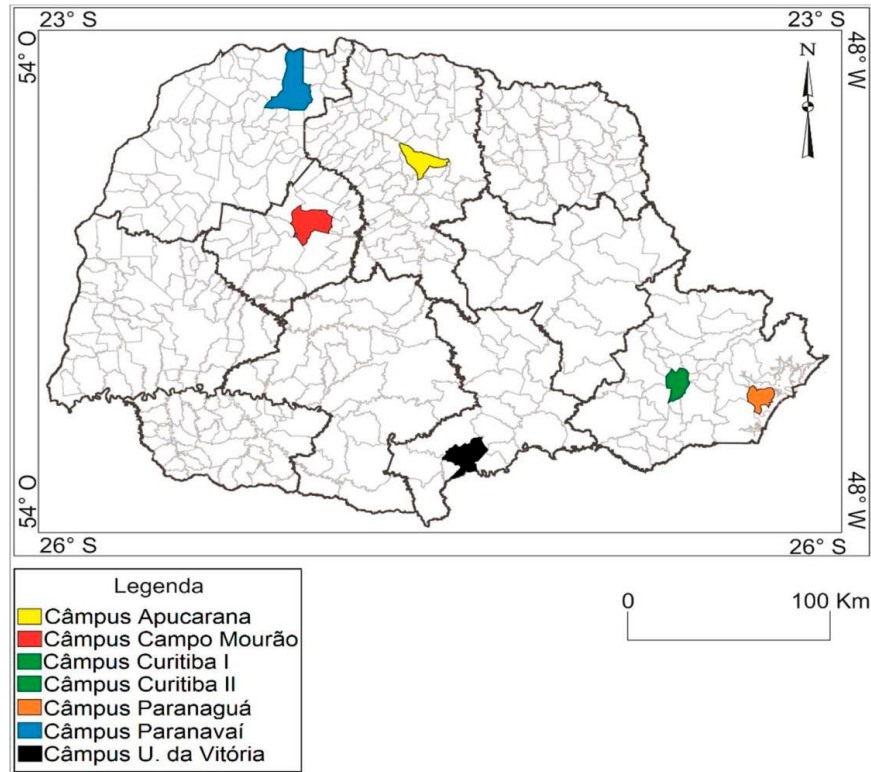 23° S
23° S
54° O
48° W
N
54° O
48° W
26° S
26° S
Legenda
Câmpus Apucarana
Câmpus Campo Mourão
Câmpus Curitiba I
Câmpus Curitiba II
Câmpus Paranaguá
Câmpus Paranavaí
Câmpus U. da Vitória
0
100 Km